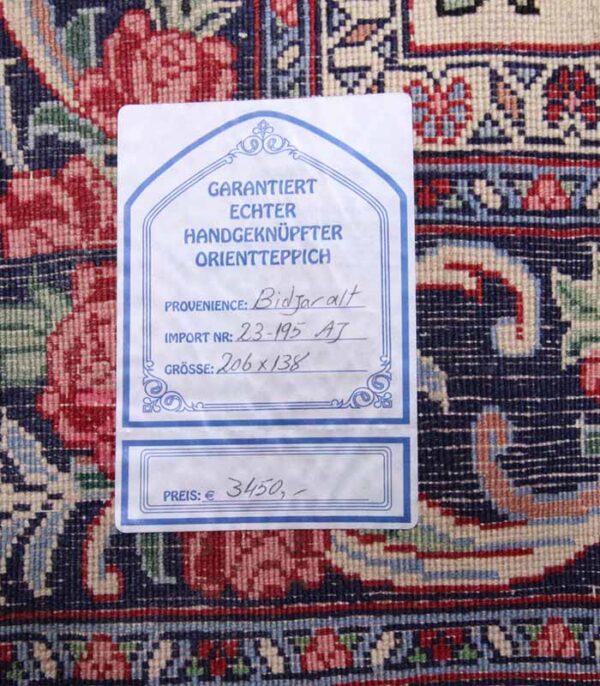 GARANTIERT
ECHTER
HANDGEKNÜPFTER
ORIENTTEPPICH
PROVENIENCE: Bidjar alt
IMPORT NR: 23-195 AJ
GRÖSSE: 206 x 138
PREIS: € 3450,-